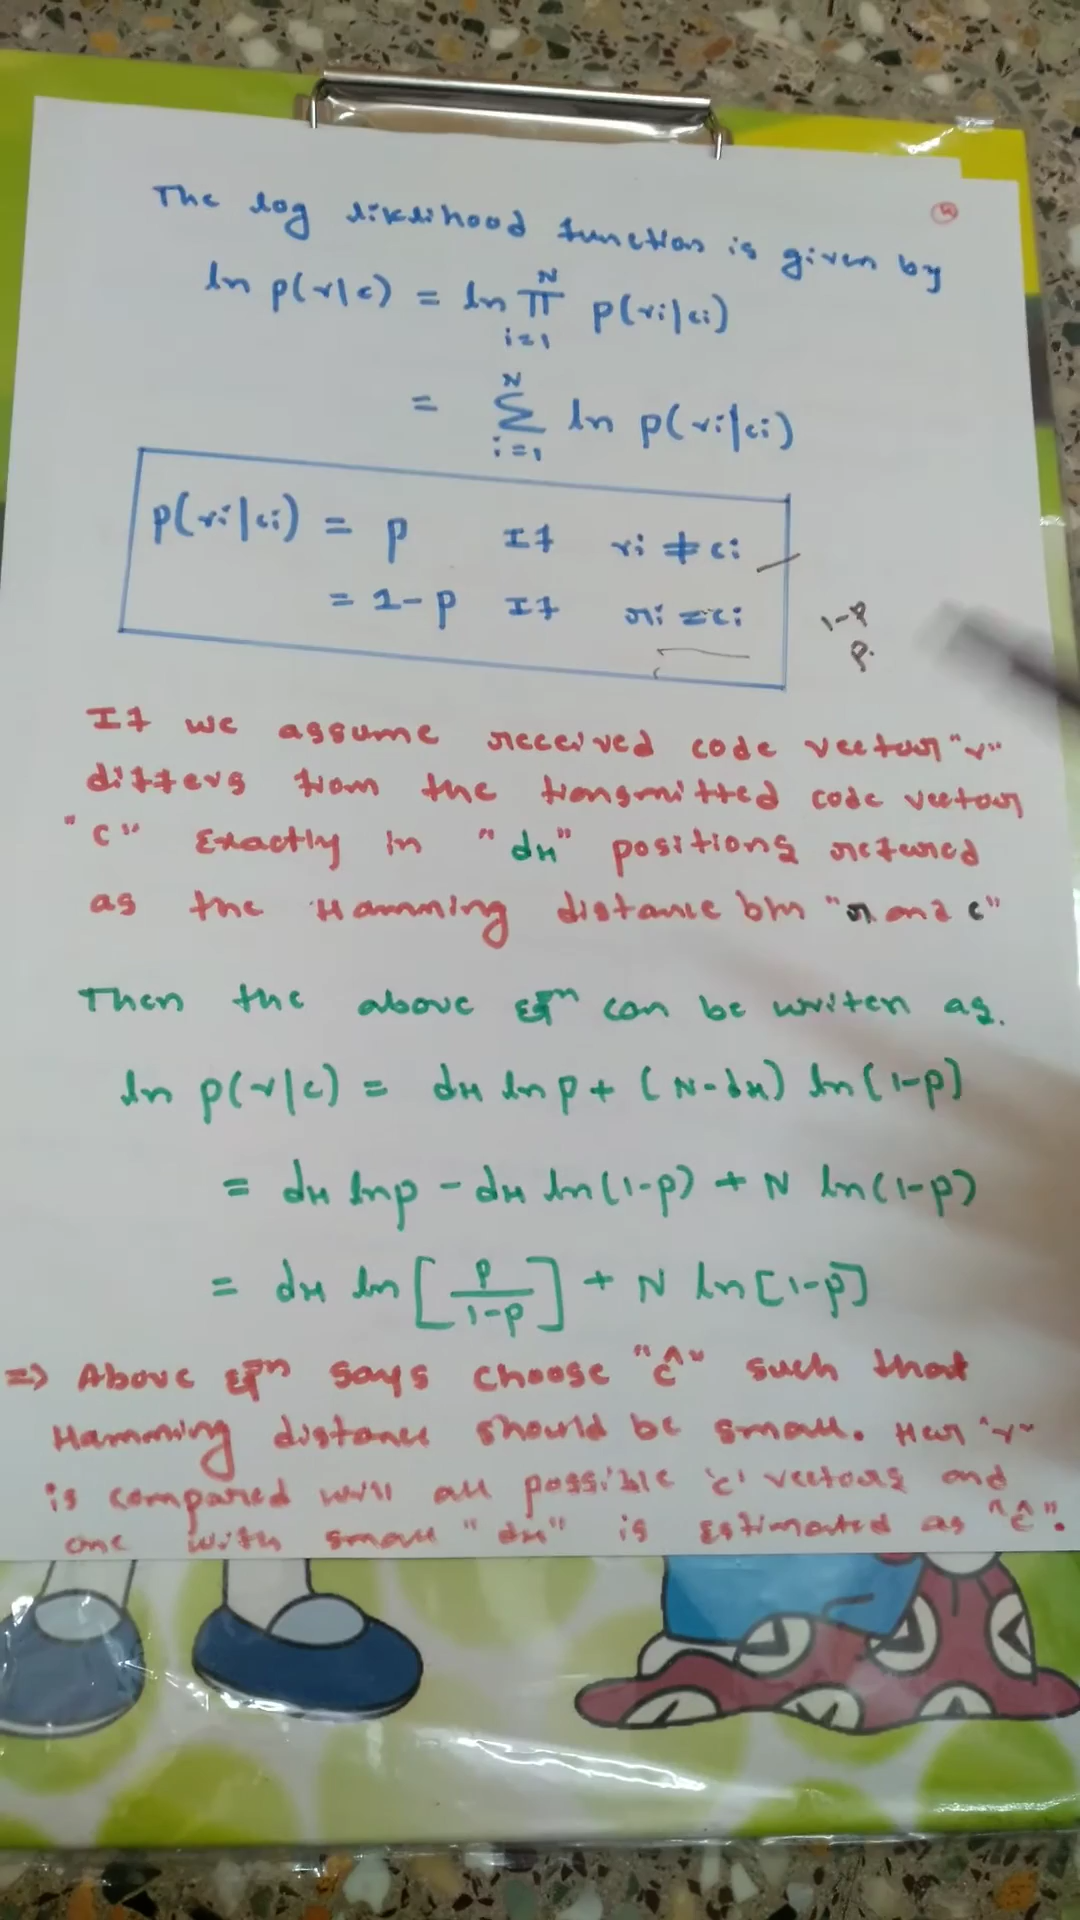 The log liklihood function is given by
ln p(r|c) = ln N Π i=1 p(ri|ci)
= N Σ i=1 ln p(ri|ci)
p(ri|ci) = p If ri ≠ ci
= 1-p If ri = ci
1-p
p.
If we assume received code vector "r"
differs from the transmitted code vector
"c" Exactly in "dH" positions refered
as the Hamming distance b/n "r and c"
Then the above Eqn can be writen as.
ln p(r|c) = dH ln p + (N-dH) ln(1-p)
= dH ln p - dH ln(1-p) + N ln(1-p)
= dH ln [p/1-p] + N ln[1-p]
=> Above Eqn says choose "ĉ" such that
Hamming distance should be small. Her "r"
is compared with all possible 'c' vectors and
one with small "dH" is Estimated as "ĉ".